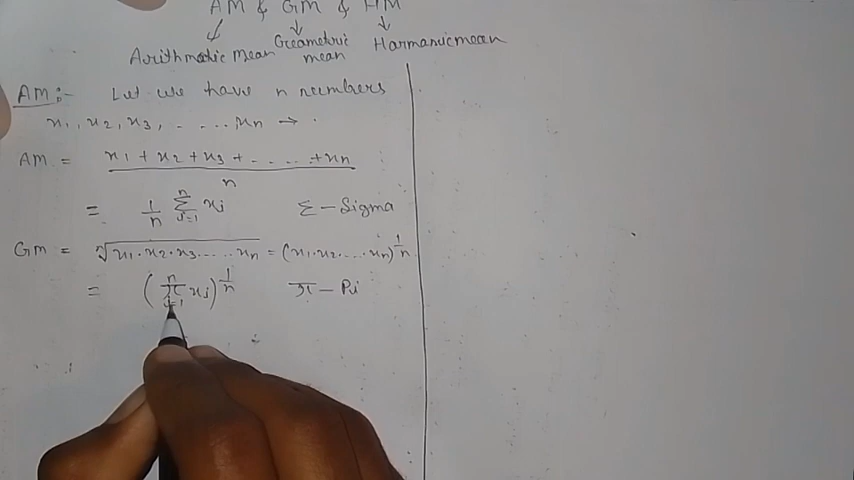 AM & GM & HM
Arithmatic mean Geometric mean Harmonic mean
AM :- Let we have n numbers
x1, x2, x3, . . . . ., xn → .
AM = x1 + x2 + x3 + . . . . . + xn / n
= 1/n n Σ i=1 xi Σ - Sigma
GM = n√x1 · x2 · x3 ..... xn = (x1 · x2 · ... xn)^1/n
= ( n π i=1 xi )^1/n π - Pi